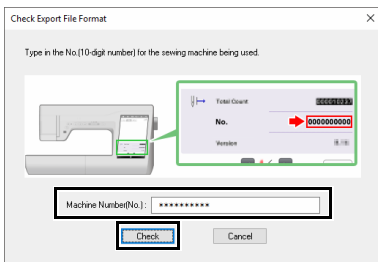 Check Export File Format
Type in the No.(10-digit number) for the sewing machine being used.
Total Count
No. 0000000000
Version
Machine Number(No.) : **********
Check Cancel